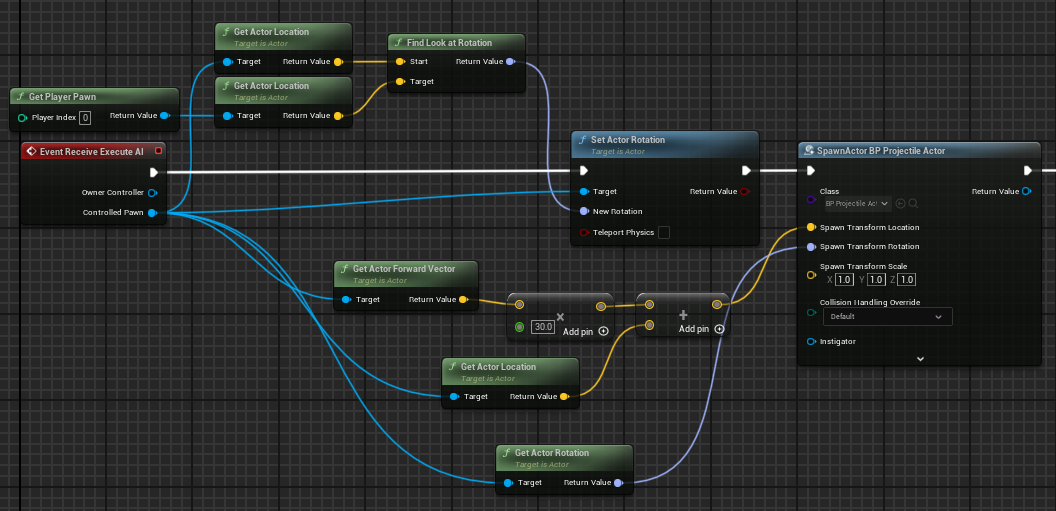 Get Actor Location
Target is Actor
Target
Return Value
Find Look at Rotation
Start
Return Value
Target
Get Actor Location
Target is Actor
Target
Return Value
Get Player Pawn
Player Index
0
Return Value
Event Receive Execute AI
Owner Controller
Controlled Pawn
Set Actor Rotation
Target is Actor
Target
Return Value
New Rotation
Teleport Physics
SpawnActor BP Projectile Actor
Class
Return Value
BP Projectile Act
Spawn Transform Location
Spawn Transform Rotation
Spawn Transform Scale
X 1.0 Y 1.0 Z 1.0
Collision Handling Override
Default
Instigator
Get Actor Forward Vector
Target is Actor
Target
Return Value
×
30.0
Add pin
+
Add pin
Get Actor Location
Target is Actor
Target
Return Value
Get Actor Rotation
Target is Actor
Target
Return Value